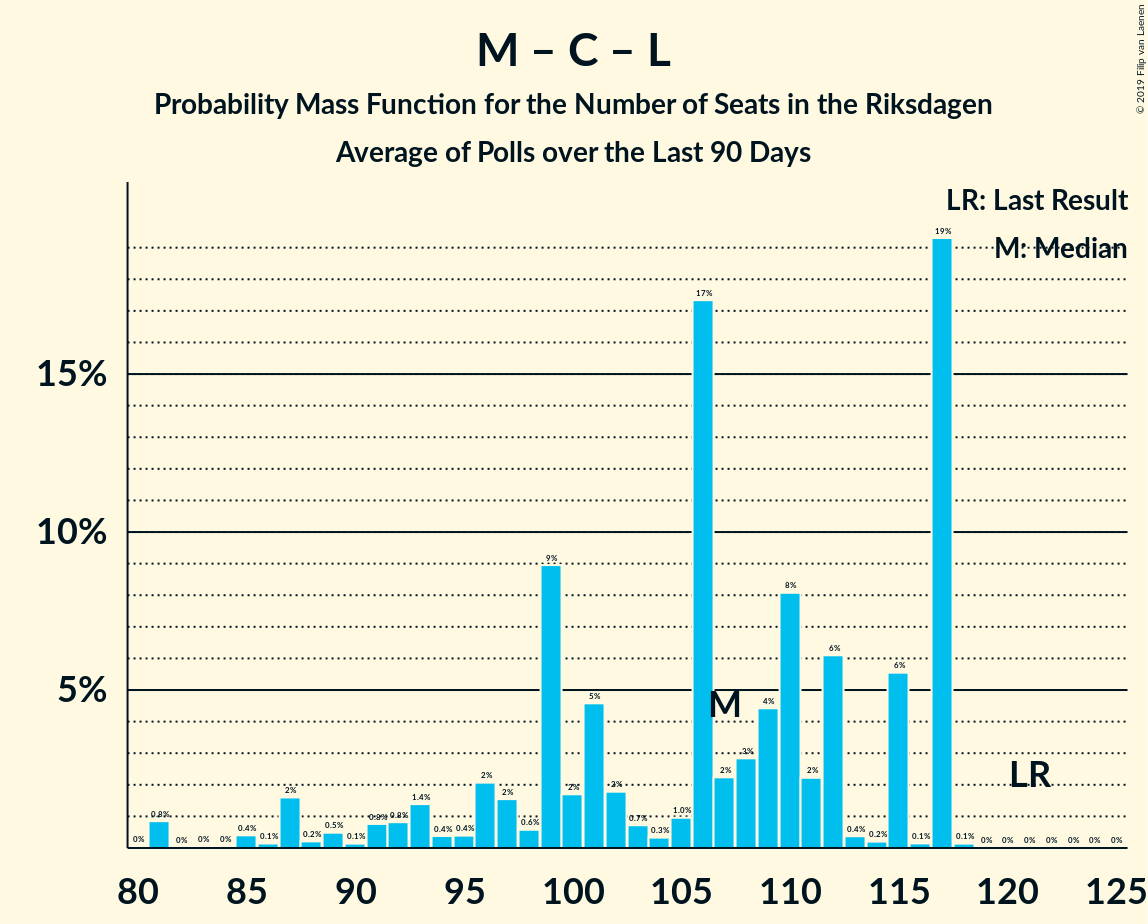 M – C – L
Probability Mass Function for the Number of Seats in the Riksdagen
Average of Polls over the Last 90 Days
© 2019 Filip van Laenen
LR: Last Result
M: Median
15%
10%
5%
0% 0.8% 0% 0% 0% 0.4% 0.1% 2% 0.2% 0.5% 0.1% 0.8% 0.8% 1.4% 0.4% 0.4% 2% 2% 0.6% 9% 2% 5% 2% 0.7% 0.3% 1.0% 17% 2% 3% 4% 8% 2% 6% 0.4% 0.2% 6% 0.1% 19% 0.1% 0% 0% 0% 0% 0% 0% 0%
M
LR
80 85 90 95 100 105 110 115 120 125